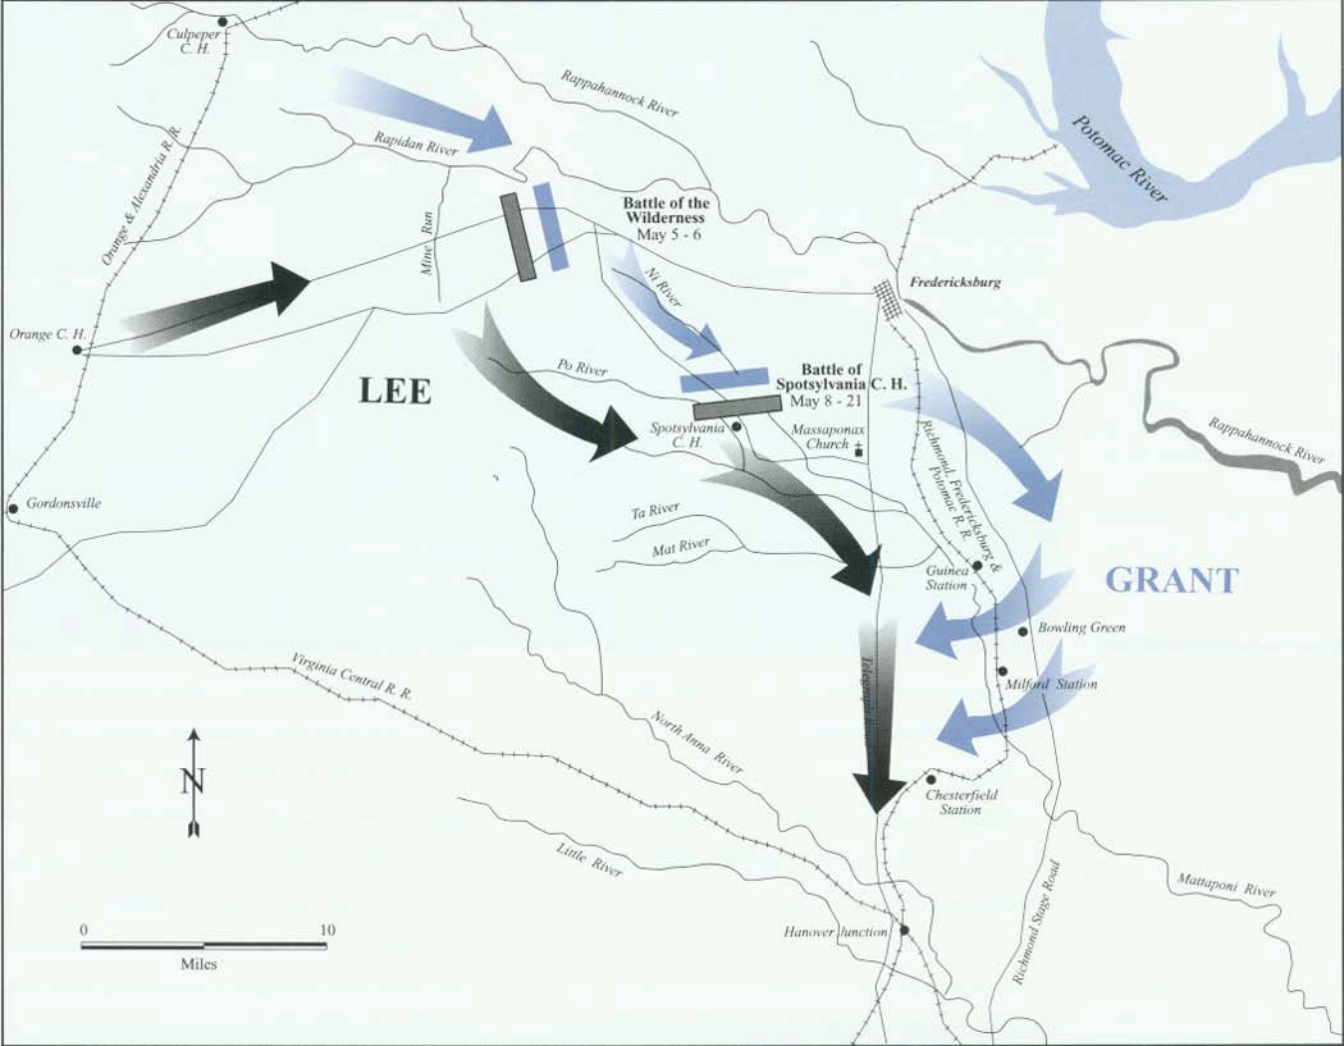 Culpeper
C. H.
Rappahannock River
Potomac River
Rapidan River
Orange & Alexandria R. R.
Mine Run
Battle of the
Wilderness
May 5 - 6
Ni River
Fredericksburg
Orange C. H.
LEE
Po River
Battle of
Spotsylvania C. H.
May 8 - 21
Spotsylvania
C. H.
Massaponax
Church
Richmond, Fredericksburg &
Potomac R. R.
Rappahannock River
Gordonsville
Ta River
Mat River
Guinea
Station
GRANT
Bowling Green
Virginia Central R. R.
Telegraph Road
Milford Station
North Anna River
N
Chesterfield
Station
Little River
Mattaponi River
Hanover Junction
Richmond Stage Road
0 10
Miles